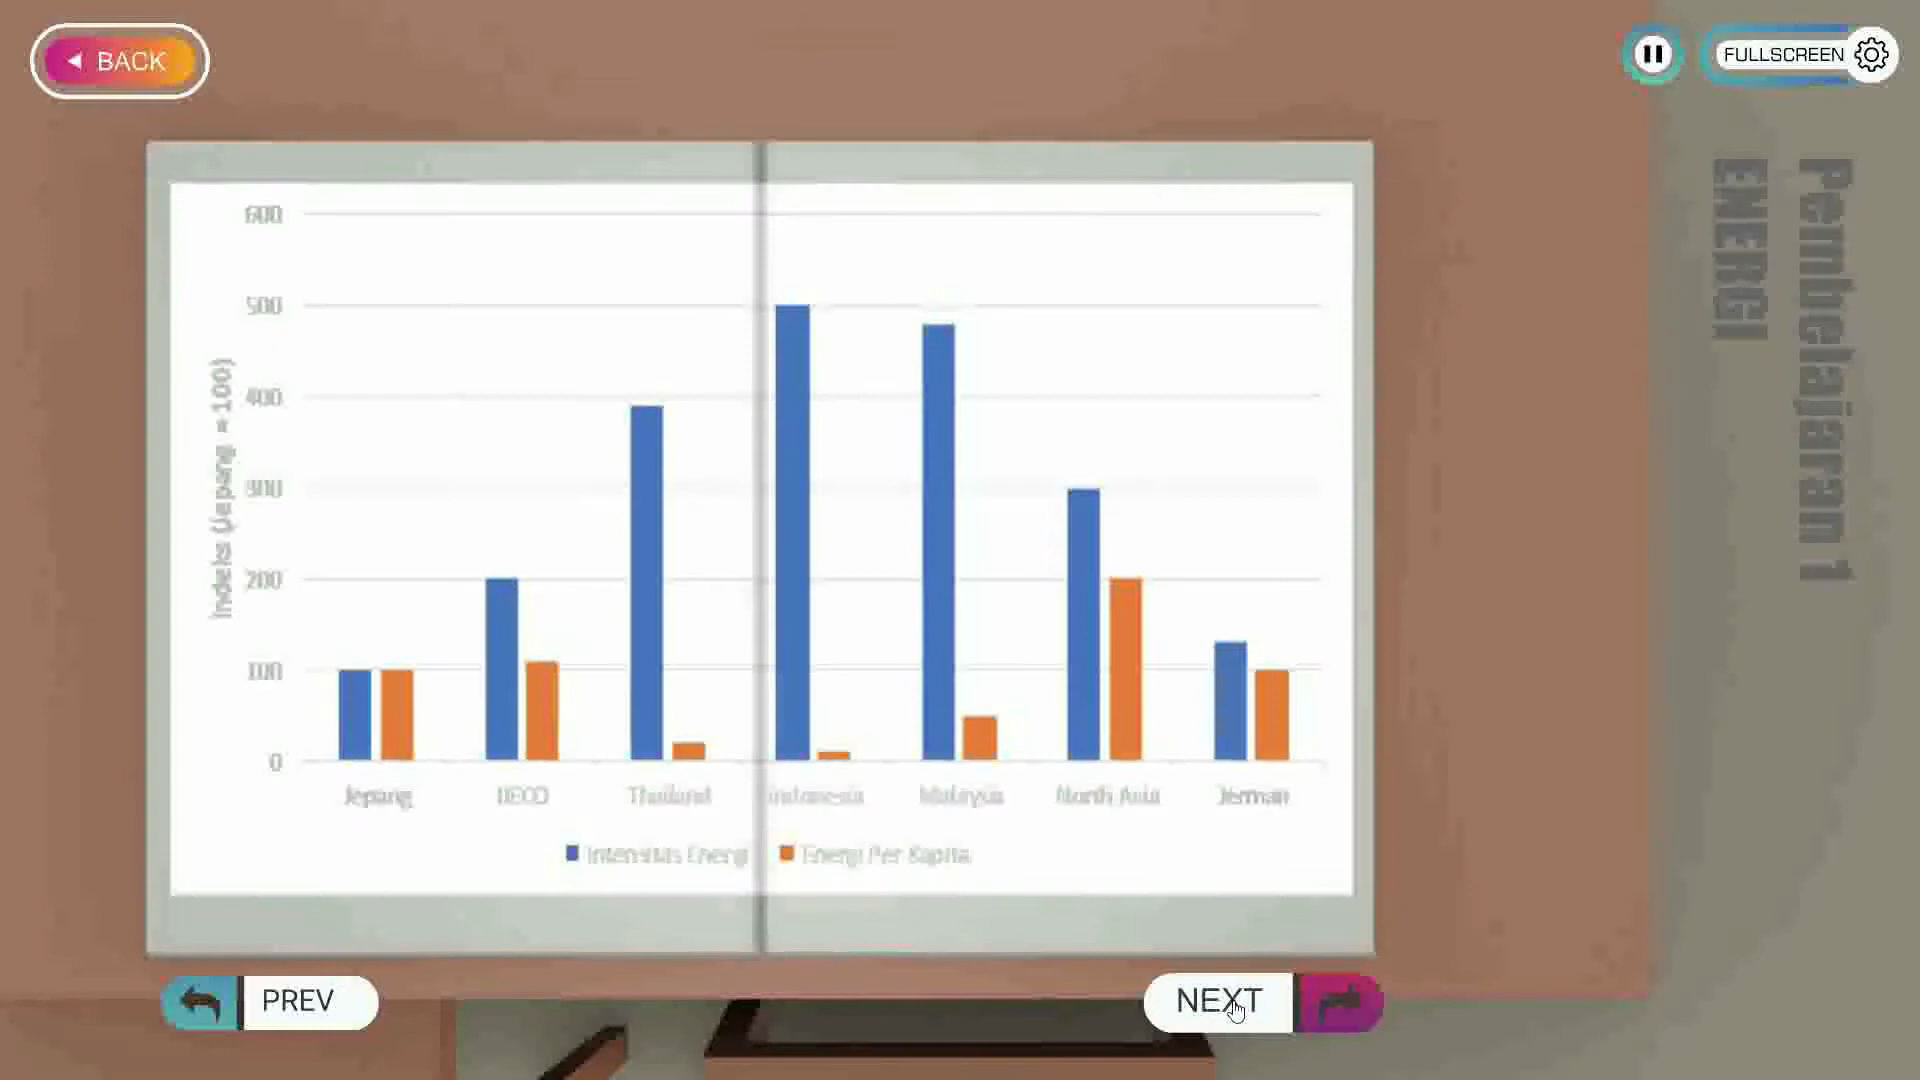 BACK
FULLSCREEN
600
500
400
300
200
100
0
Indeks (Jepang = 100)
Jepang
OECD
Thailand
Indonesia
Malaysia
North Asia
Jerman
Intensitas Energi
Energi Per Kapita
Pembelajaran 1
ENERGI
PREV
NEXT